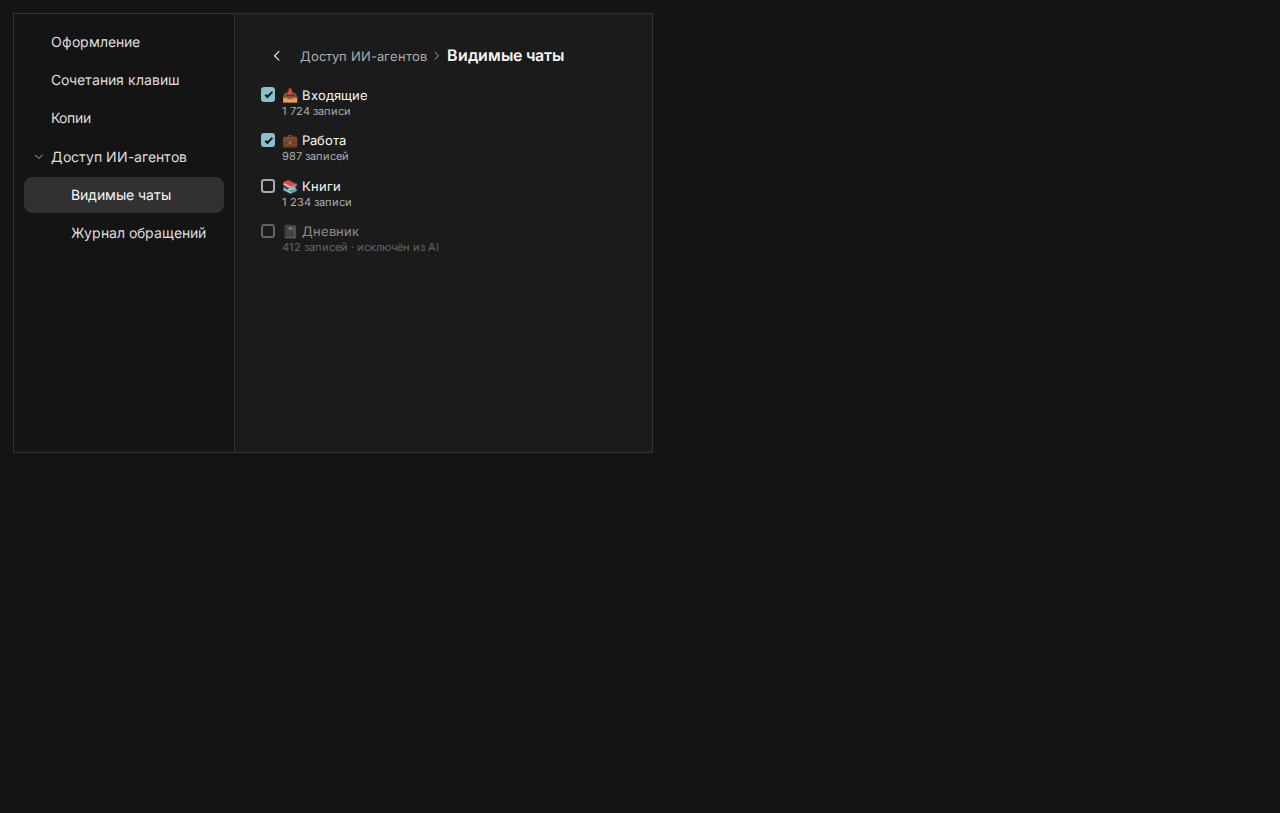 Оформление
Сочетания клавиш
Копии
Доступ ИИ-агентов
Видимые чаты
Журнал обращений
Доступ ИИ-агентов > Видимые чаты
Входящие
1 724 записи
Работа
987 записей
Книги
1 234 записи
Дневник
412 записей · исключён из AI